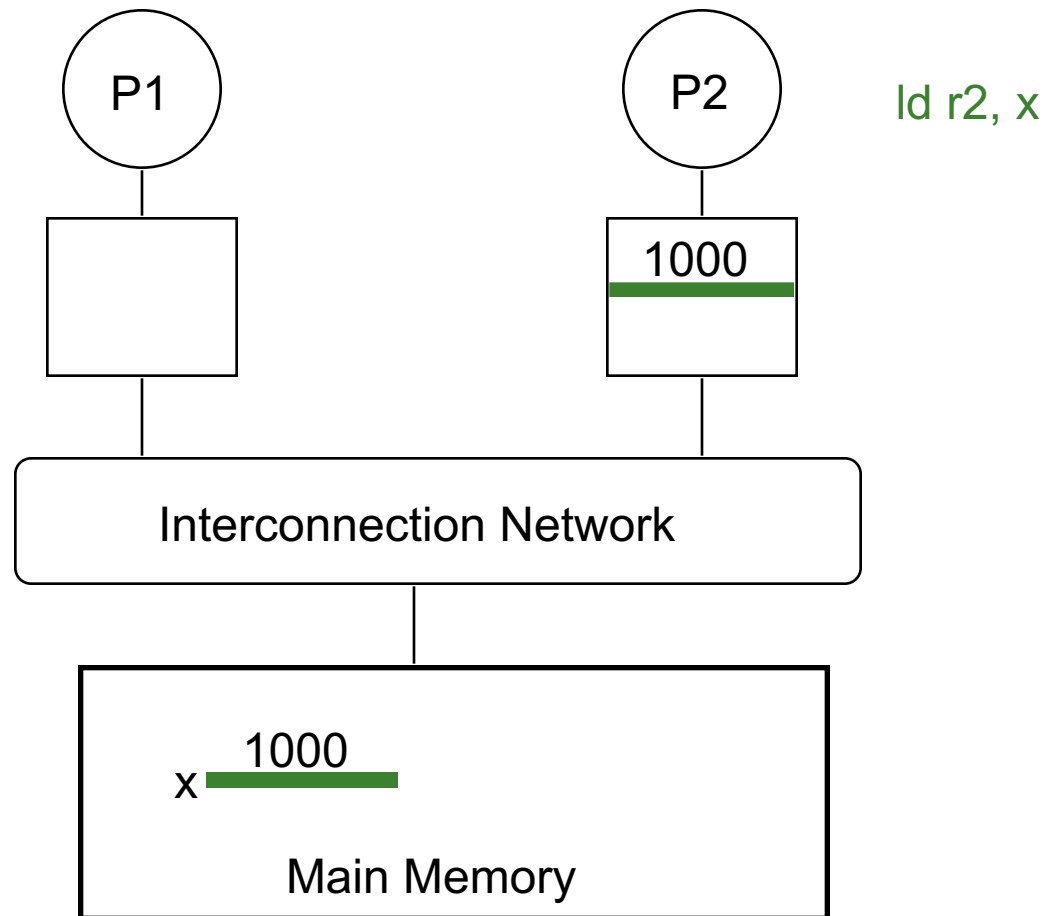 P1
P2
ld r2, x
1000
Interconnection Network
1000
x
Main Memory